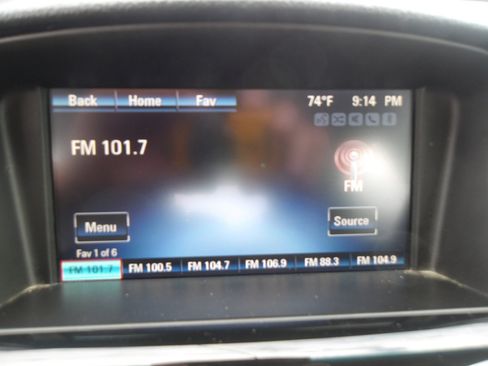 Back Home Fav 74°F 9:14 PM
FM 101.7
FM
Menu Source
Fav 1 of 6
FM 101.7 FM 100.5 FM 104.7 FM 106.9 FM 88.3 FM 104.9